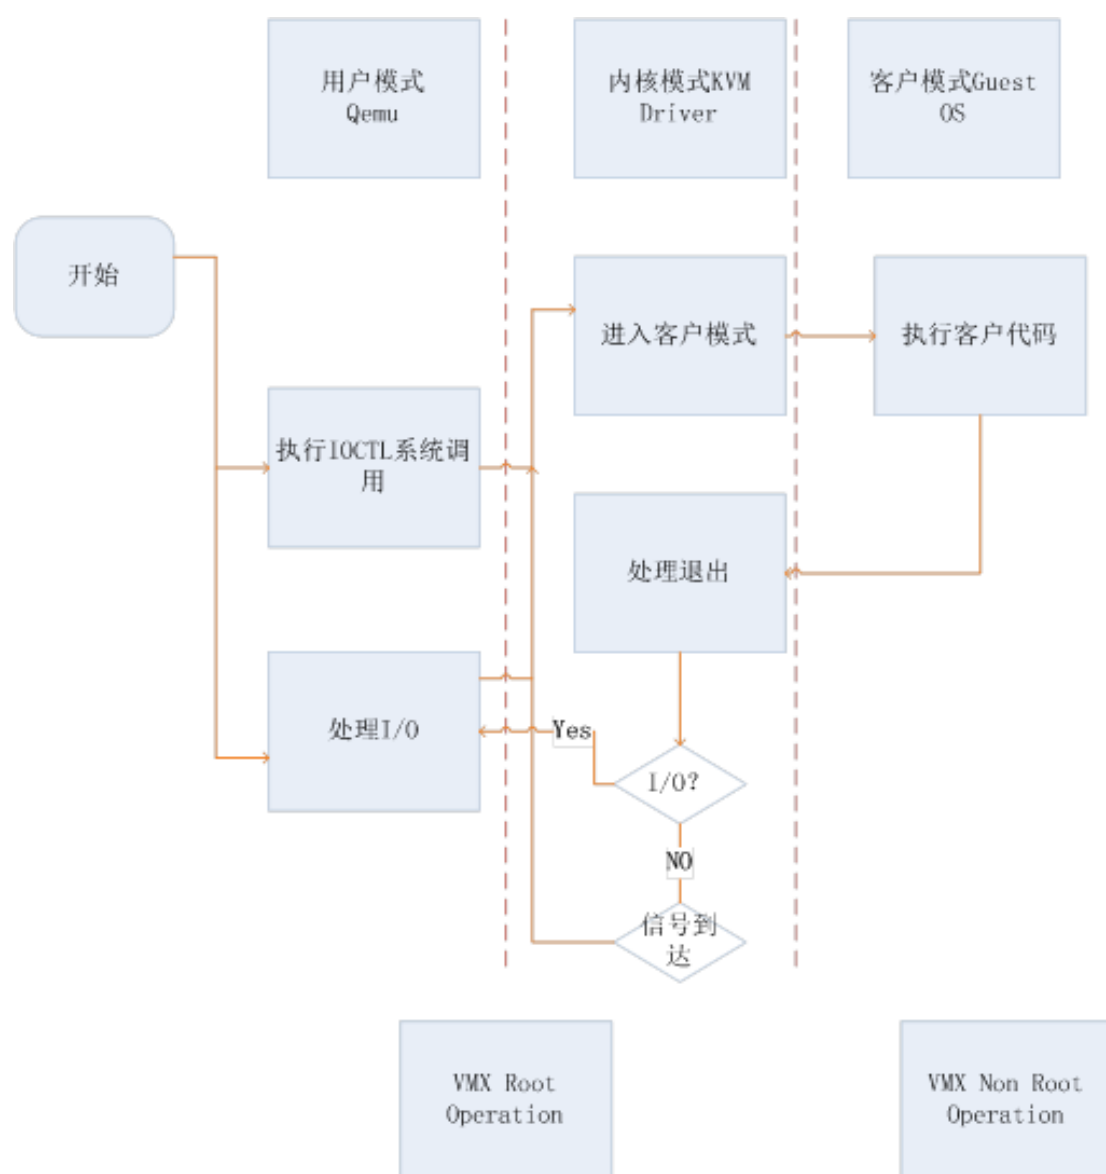 用户模式
Qemu
内核模式KVM
Driver
客户模式Guest
OS
开始
进入客户模式
执行客户代码
执行IOCTL系统调
用
处理退出
处理I/O
Yes
I/O?
NO
信号到
达
VMX Root
Operation
VMX Non Root
Operation